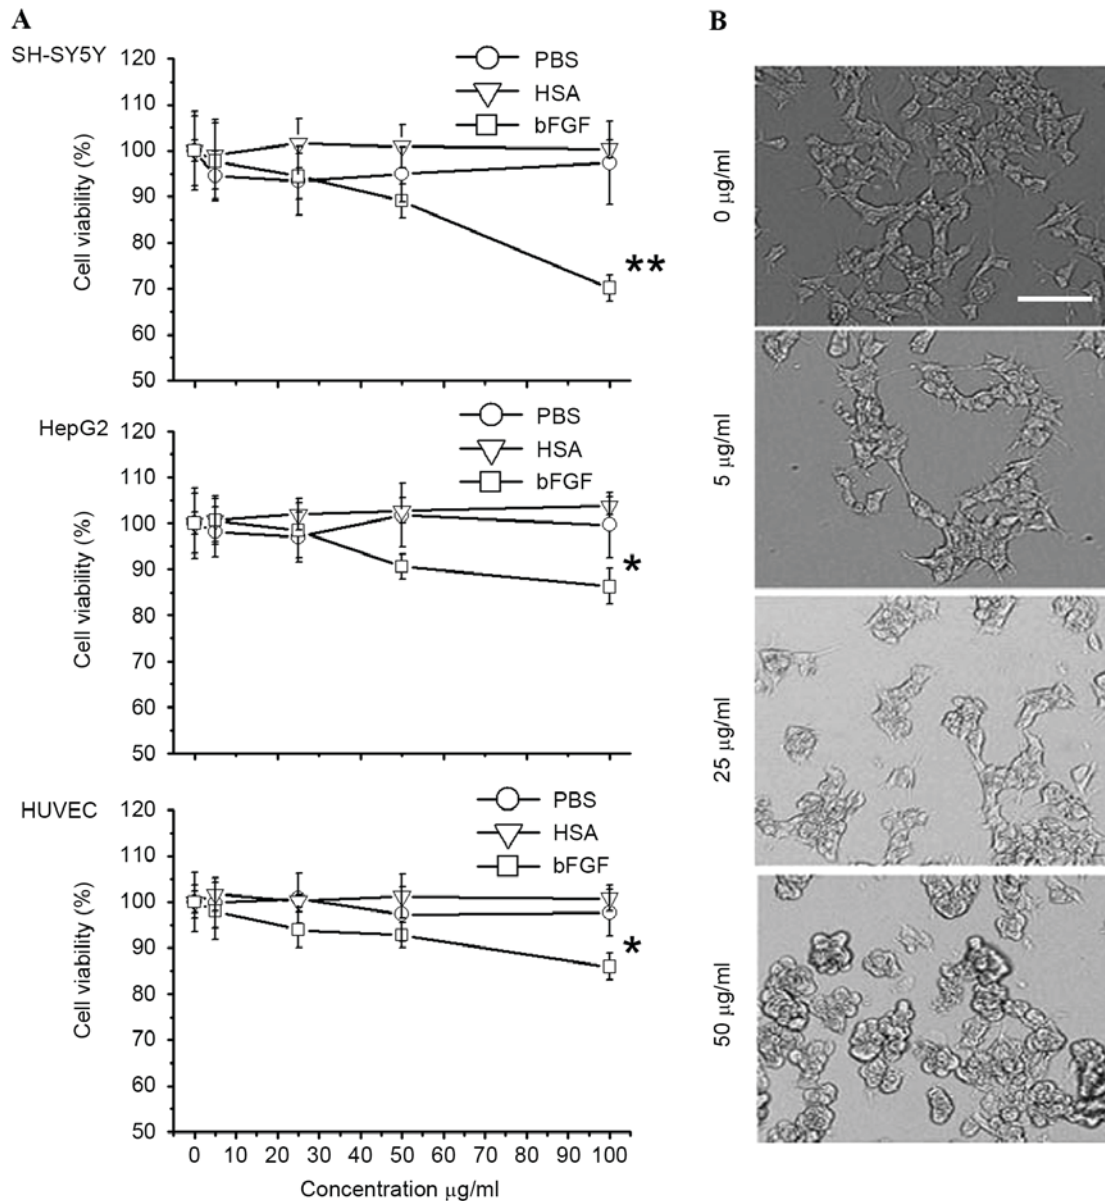 A
SH-SY5Y
120
110
100
90
80
70
60
50
Cell viability (%)
PBS
HSA
bFGF
**
HepG2
120
110
100
90
80
70
60
50
Cell viability (%)
PBS
HSA
bFGF
*
HUVEC
120
110
100
90
80
70
60
50
Cell viability (%)
PBS
HSA
bFGF
*
0 10 20 30 40 50 60 70 80 90 100
Concentration μg/ml
B
0 μg/ml
5 μg/ml
25 μg/ml
50 μg/ml